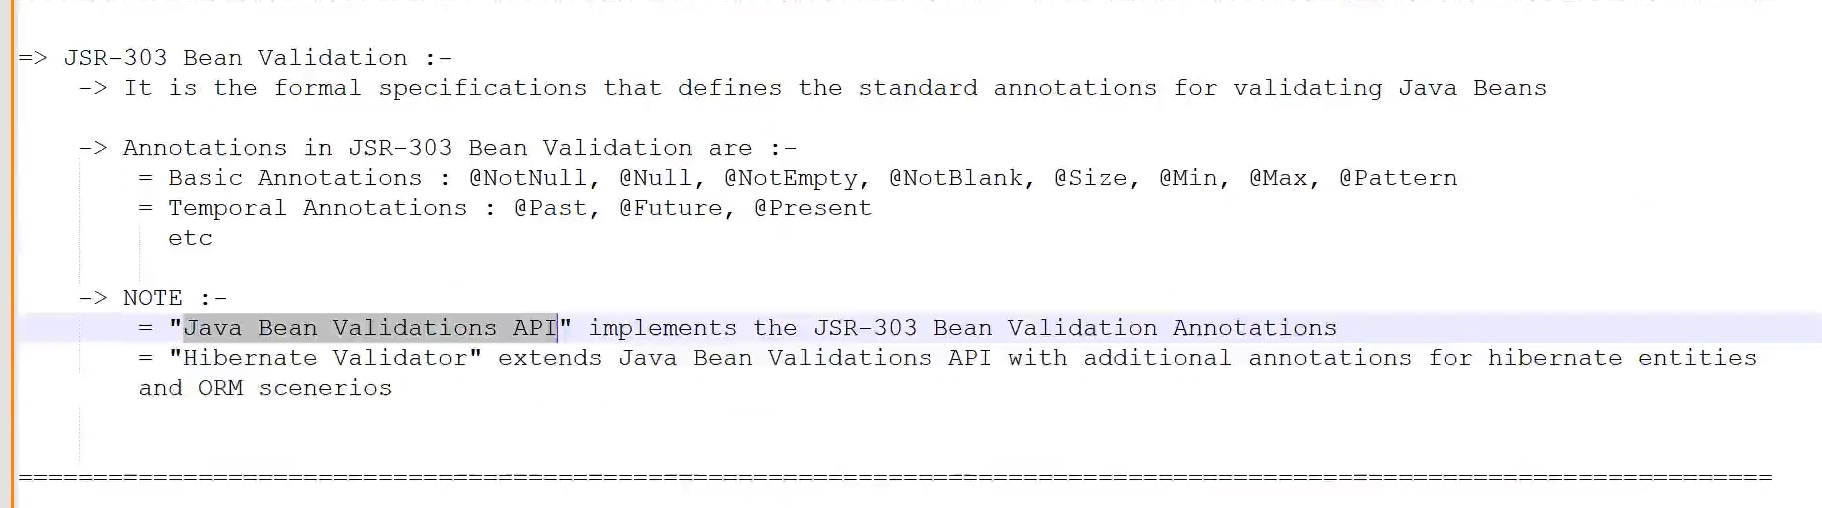 => JSR-303 Bean Validation :-
-> It is the formal specifications that defines the standard annotations for validating Java Beans
-> Annotations in JSR-303 Bean Validation are :-
= Basic Annotations : @NotNull, @Null, @NotEmpty, @NotBlank, @Size, @Min, @Max, @Pattern
= Temporal Annotations : @Past, @Future, @Present
etc
-> NOTE :-
= "Java Bean Validations API" implements the JSR-303 Bean Validation Annotations
= "Hibernate Validator" extends Java Bean Validations API with additional annotations for hibernate entities
and ORM scenerios
=====================================================================================================================